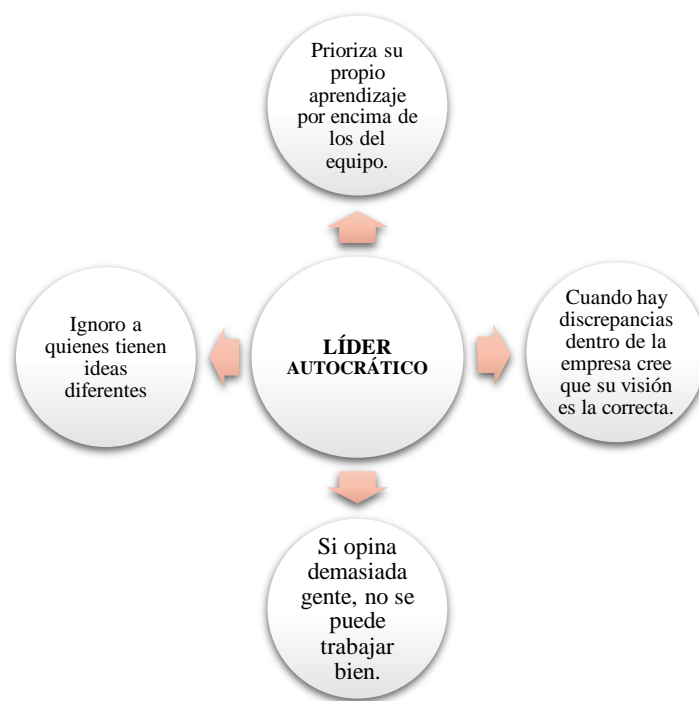 Prioriza su
propio
aprendizaje
por encima de
los del
equipo.
Ignoro a
quienes tienen
ideas
diferentes
LÍDER
AUTOCRÁTICO
Cuando hay
discrepancias
dentro de la
empresa cree
que su visión
es la correcta.
Si opina
demasiada
gente, no se
puede
trabajar
bien.